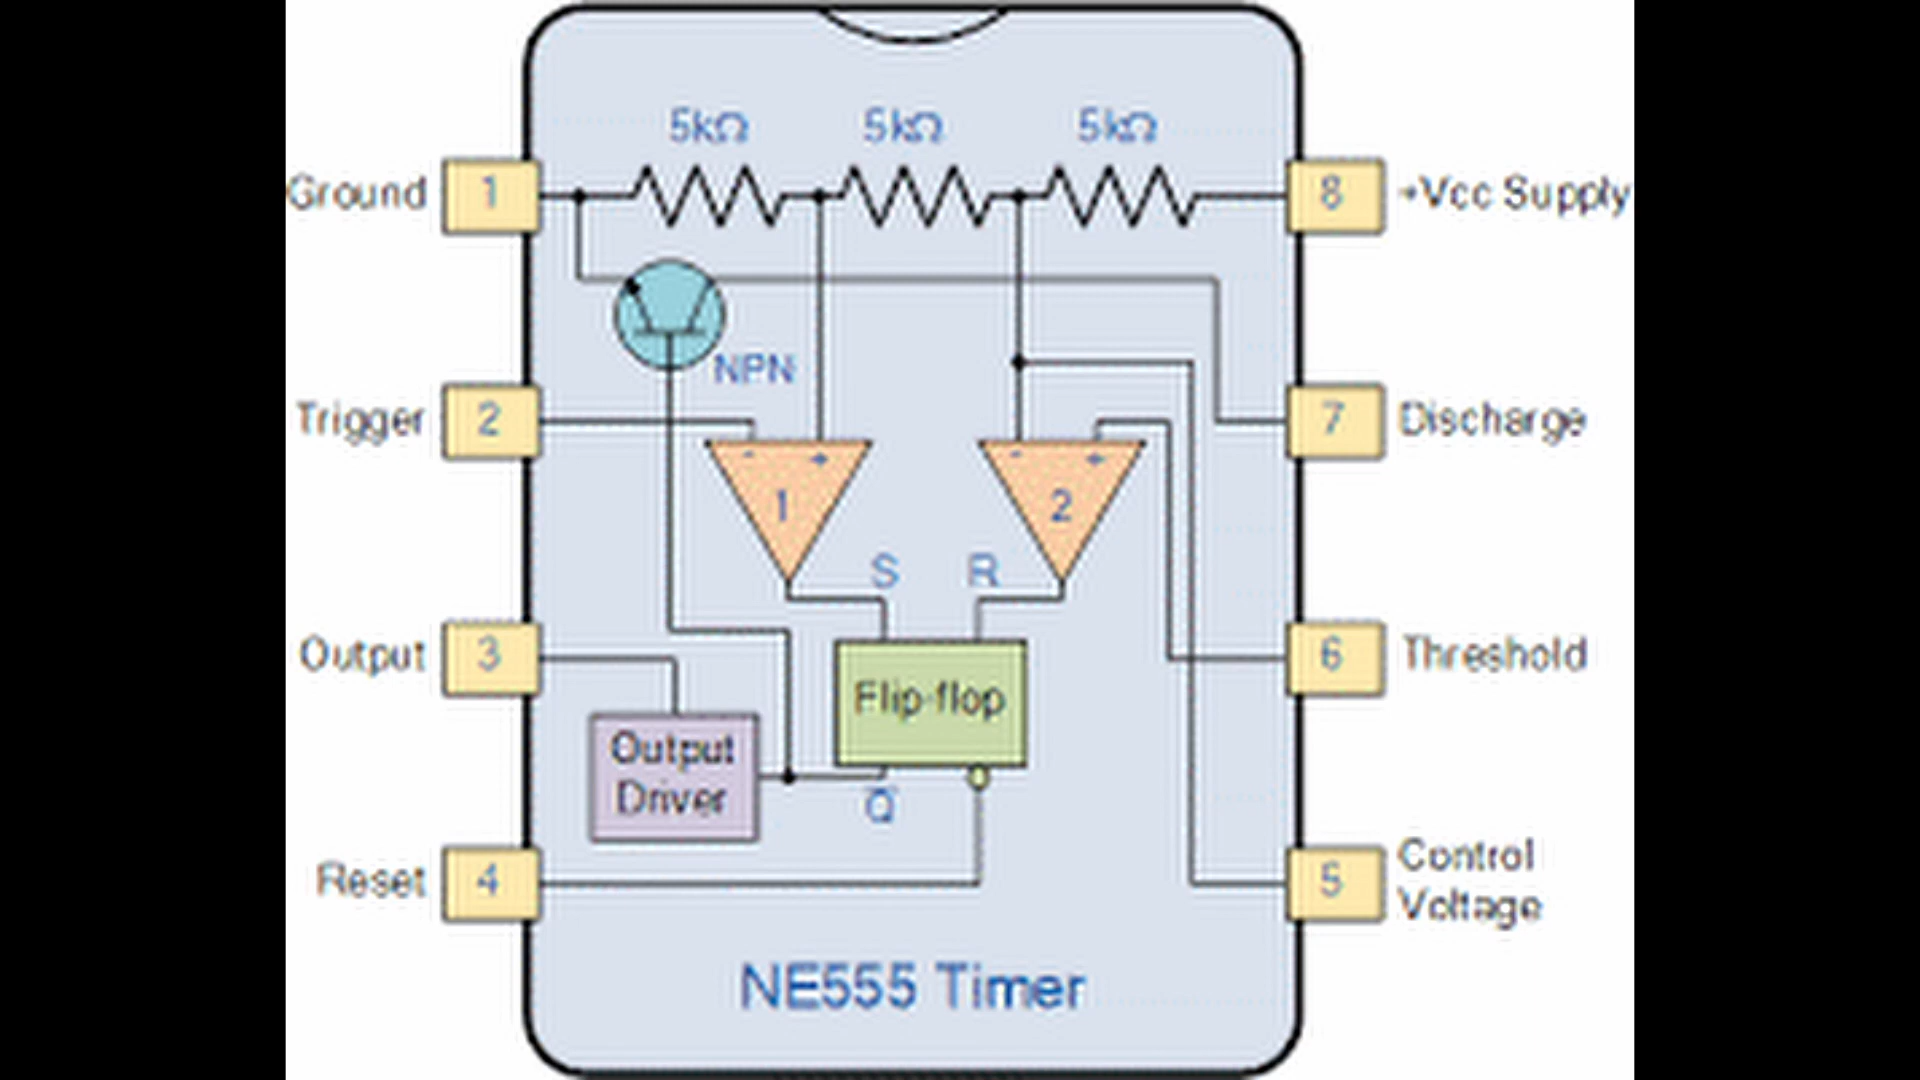 5kΩ 5kΩ 5kΩ
Ground 1 8 +Vcc Supply
NPN
Trigger 2 7 Discharge
- + - +
1 2
S R
Output 3 6 Threshold
Flip-flop
Output
Driver
Q̅
Reset 4 5 Control
Voltage
NE555 Timer